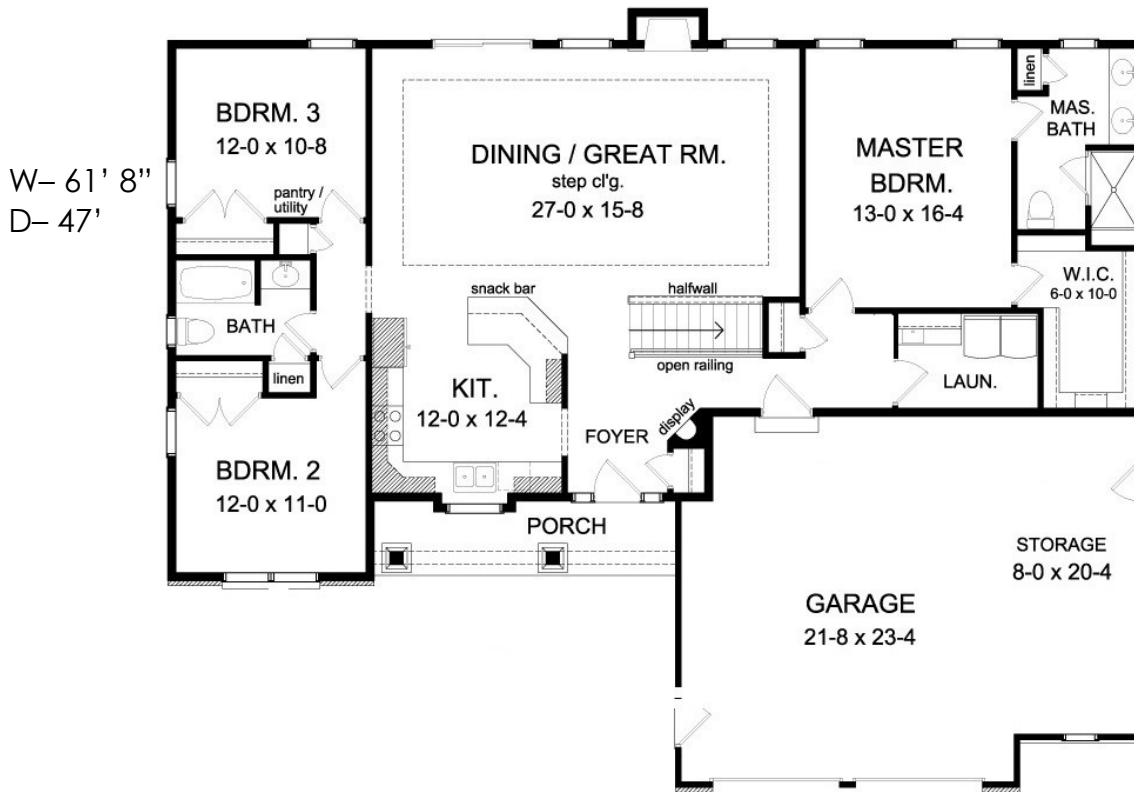 W– 61’ 8”
D– 47’
BDRM. 3
12-0 x 10-8
pantry /
utility
DINING / GREAT RM.
step cl'g.
27-0 x 15-8
MASTER
BDRM.
13-0 x 16-4
linen
MAS.
BATH
W.I.C.
6-0 x 10-0
snack bar
halfwall
open railing
BATH
linen
KIT.
12-0 x 12-4
LAUN.
display
FOYER
BDRM. 2
12-0 x 11-0
PORCH
GARAGE
21-8 x 23-4
STORAGE
8-0 x 20-4